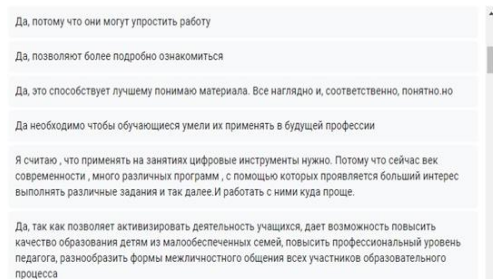 Да, потому что они могут упростить работу
Да, позволяют более подробно ознакомиться
Да, это способствует лучшему понимаю материала. Все наглядно и, соответственно, понятно.но
Да необходимо чтобы обучающиеся умели их применять в будущей профессии
Я считаю , что применять на занятиях цифровые инструменты нужно. Потому что сейчас век
современности , много различных программ , с помощью которых проявляется больший интерес
выполнять различные задания и так далее.И работать с ними куда проще.
Да, так как позволяет активизировать деятельность учащихся, дает возможность повысить
качество образования детям из малообеспеченных семей, повысить профессиональный уровень
педагога, разнообразить формы межличностного общения всех участников образовательного
процесса